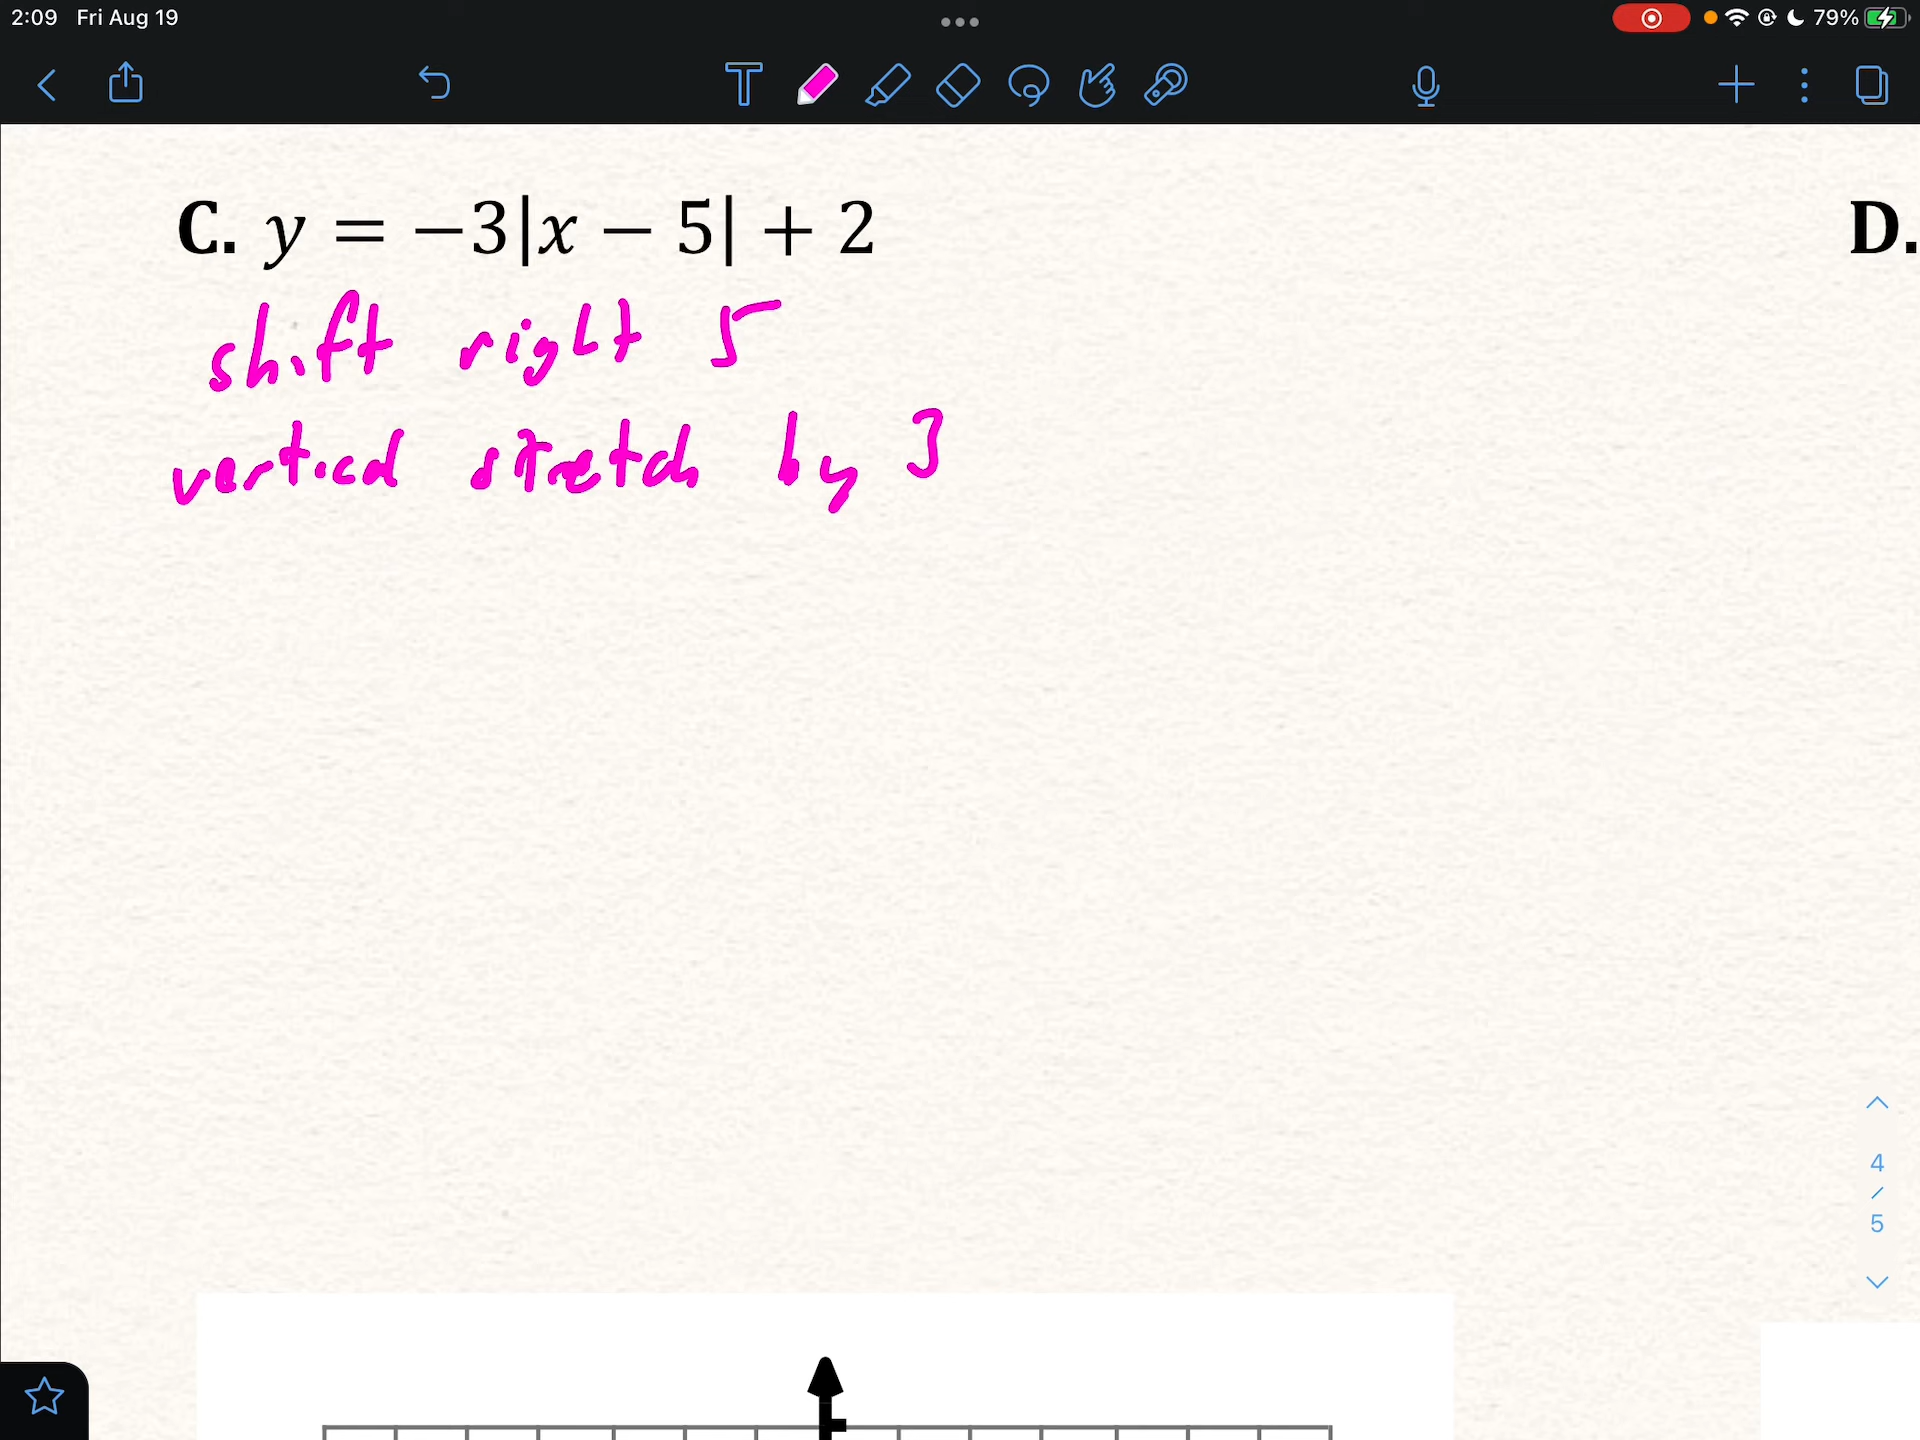 2:09 Fri Aug 19
79%
C. y = −3|x − 5| + 2
D.
shift right 5
vertical stretch by 3
4
/
5